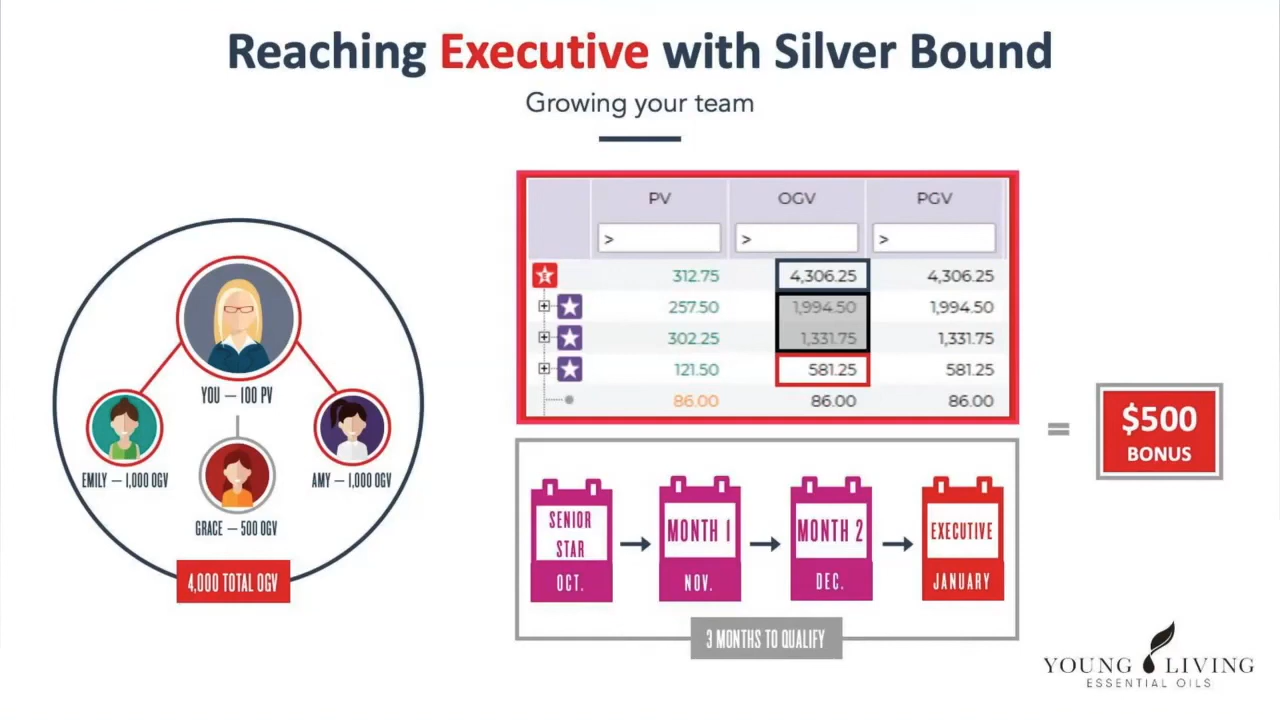 Reaching Executive with Silver Bound
Growing your team
YOU — 100 PV
EMILY — 1,000 OGV
AMY — 1,000 OGV
GRACE — 500 OGV
4,000 TOTAL OGV
PV OGV PGV
> > >
312.75 4,306.25 4,306.25
257.50 1,994.50 1,994.50
302.25 1,331.75 1,331.75
121.50 581.25 581.25
86.00 86.00 86.00
SENIOR
STAR
OCT.
MONTH 1
NOV.
MONTH 2
DEC.
EXECUTIVE
JANUARY
3 MONTHS TO QUALIFY
=
$500
BONUS
YOUNG LIVING
ESSENTIAL OILS